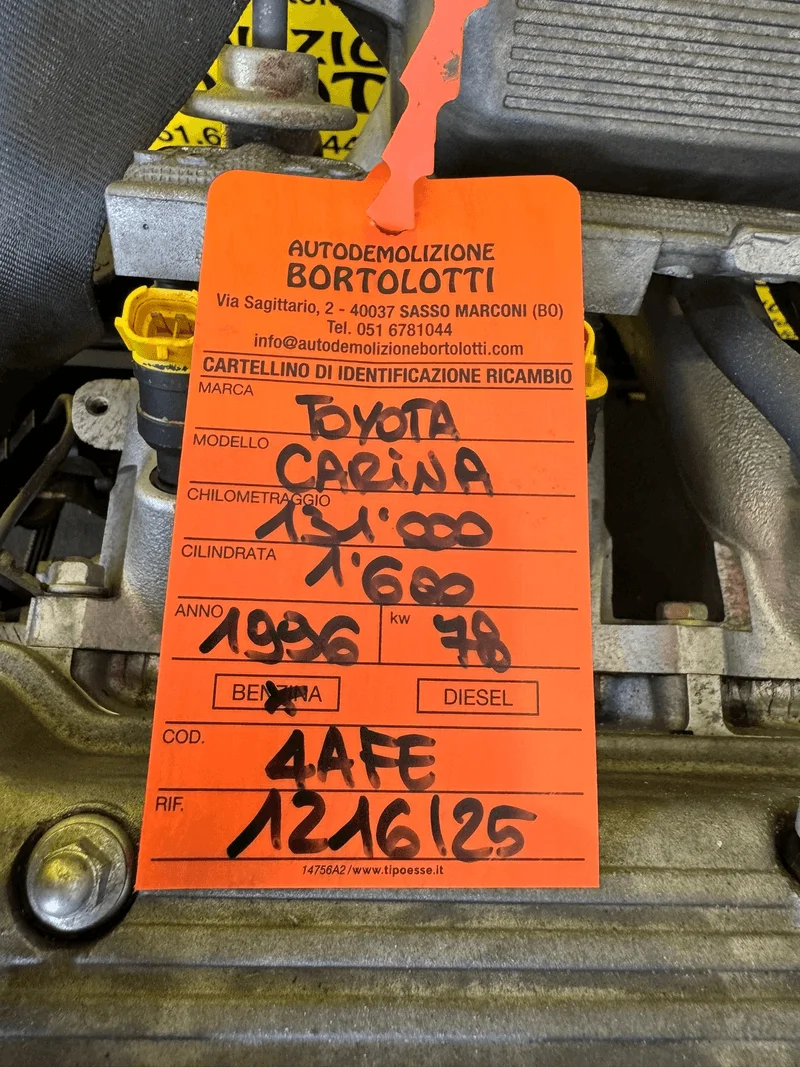 AUTODEMOLIZIONE
BORTOLOTTI
Via Sagittario, 2 - 40037 SASSO MARCONI (BO)
Tel. 051 6781044
info@autodemolizionebortolotti.com
CARTELLINO DI IDENTIFICAZIONE RICAMBIO
MARCA TOYOTA
MODELLO CARiNA
CHILOMETRAGGIO 131'000
CILINDRATA 1'600
ANNO 1996 kw 78
BENZINA DIESEL
COD. 4AFE
RIF. 1216/25
14756A2/www.tipoesse.it